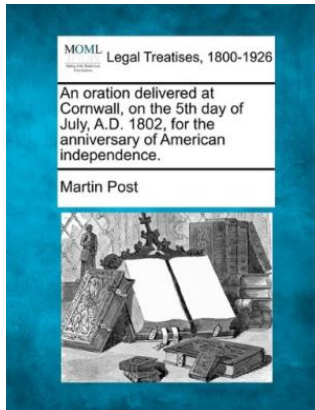 MOML
Legal Treatises, 1800-1926
An oration delivered at
Cornwall, on the 5th day of
July, A.D. 1802, for the
anniversary of American
independence.
Martin Post